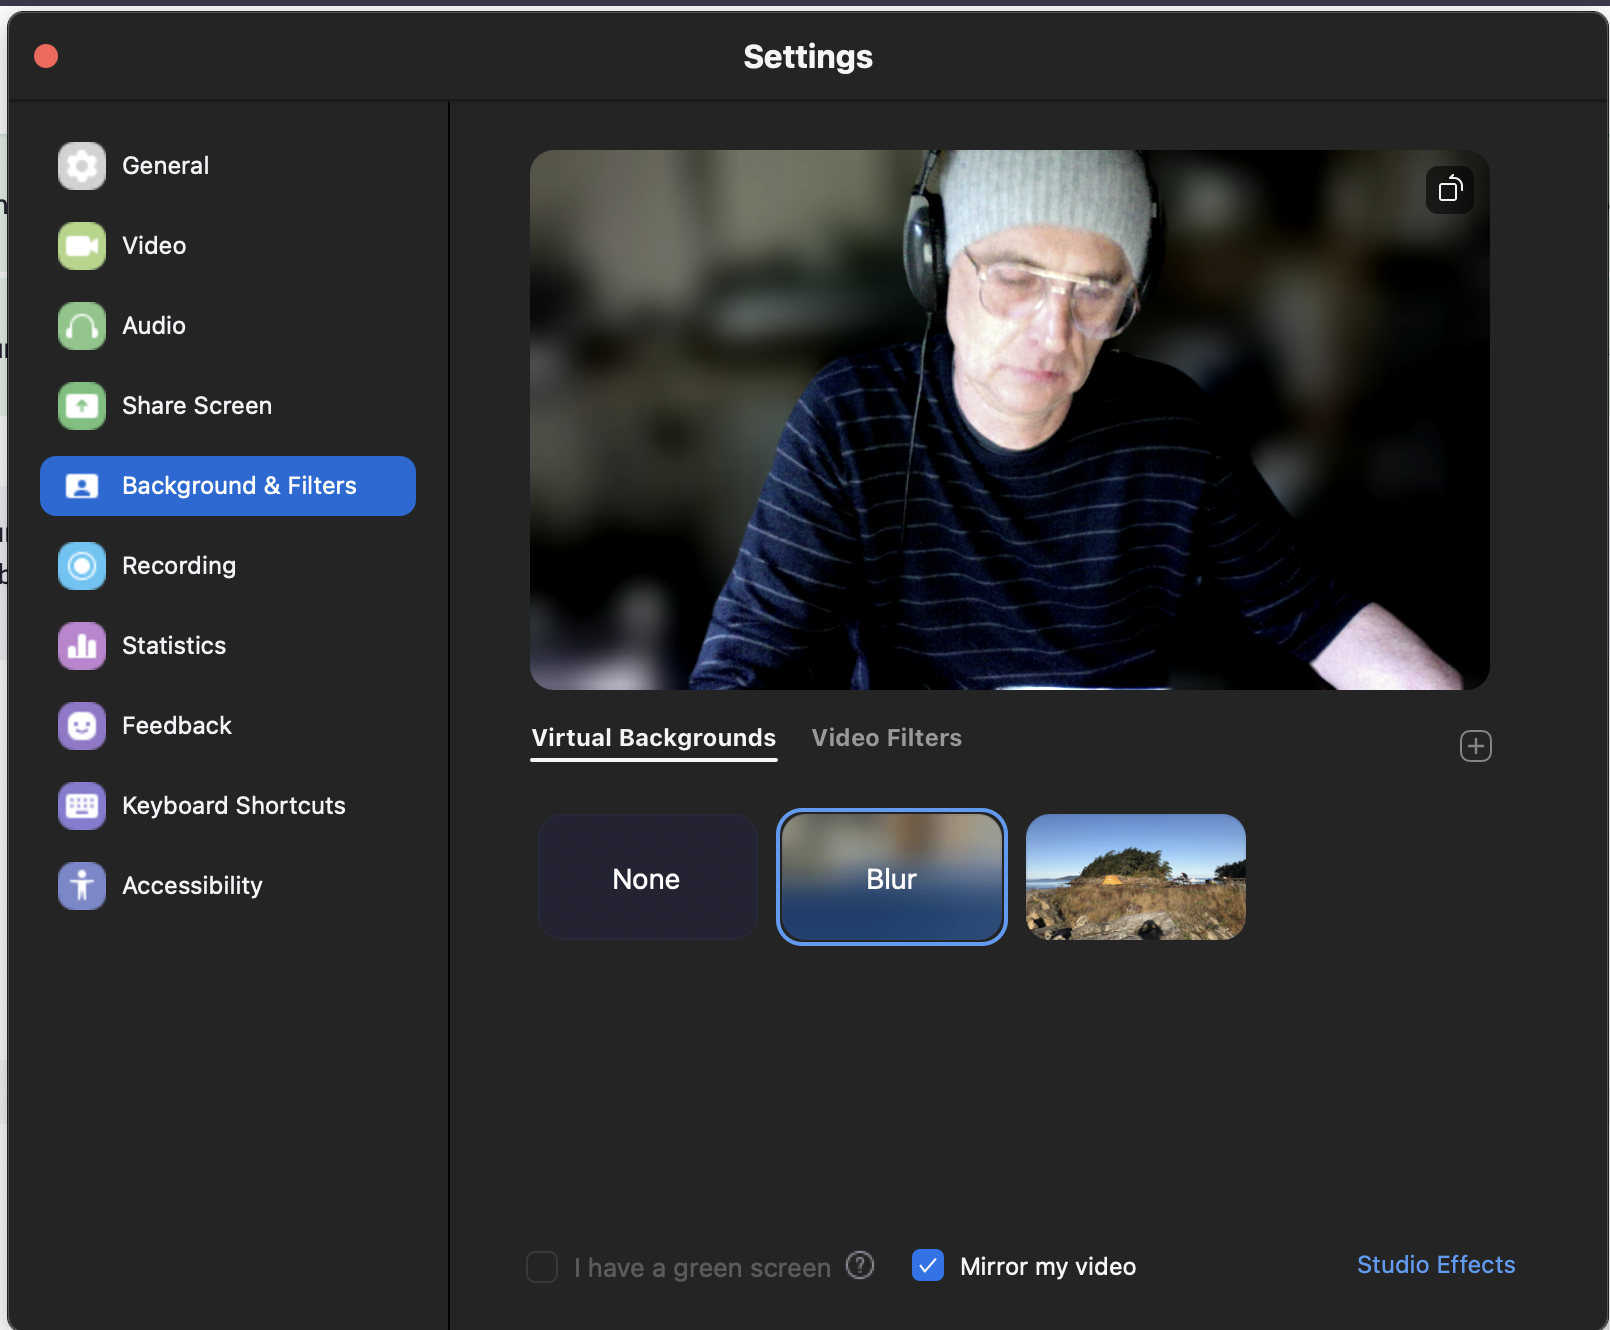 Settings
General
Video
Audio
Share Screen
Background & Filters
Recording
Statistics
Feedback
Keyboard Shortcuts
Accessibility
Virtual Backgrounds
Video Filters
None
Blur
I have a green screen ?
Mirror my video
Studio Effects